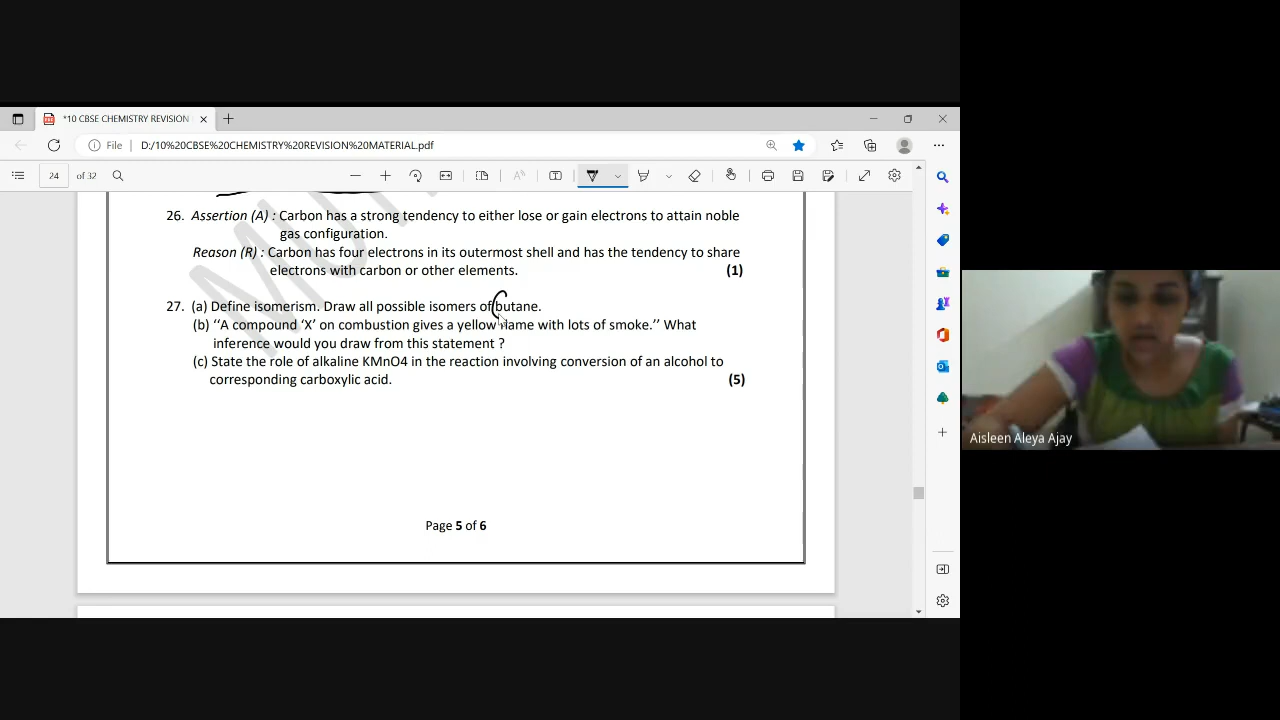 *10 CBSE CHEMISTRY REVISION
File
D:/10%20CBSE%20CHEMISTRY%20REVISION%20MATERIAL.pdf
24 of 32
26. Assertion (A) : Carbon has a strong tendency to either lose or gain electrons to attain noble
gas configuration.
Reason (R) : Carbon has four electrons in its outermost shell and has the tendency to share
electrons with carbon or other elements. (1)
27. (a) Define isomerism. Draw all possible isomers of butane.
(b) ‘‘A compound ‘X’ on combustion gives a yellow flame with lots of smoke.’’ What
inference would you draw from this statement ?
(c) State the role of alkaline KMnO4 in the reaction involving conversion of an alcohol to
corresponding carboxylic acid. (5)
Page 5 of 6
Aisleen Aleya Ajay